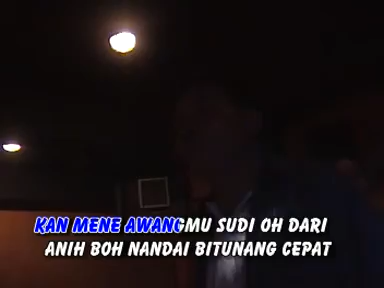 KAN MENE AWANGMU SUDI OH DARI
ANIH BOH NANDAI BITUNANG CEPAT